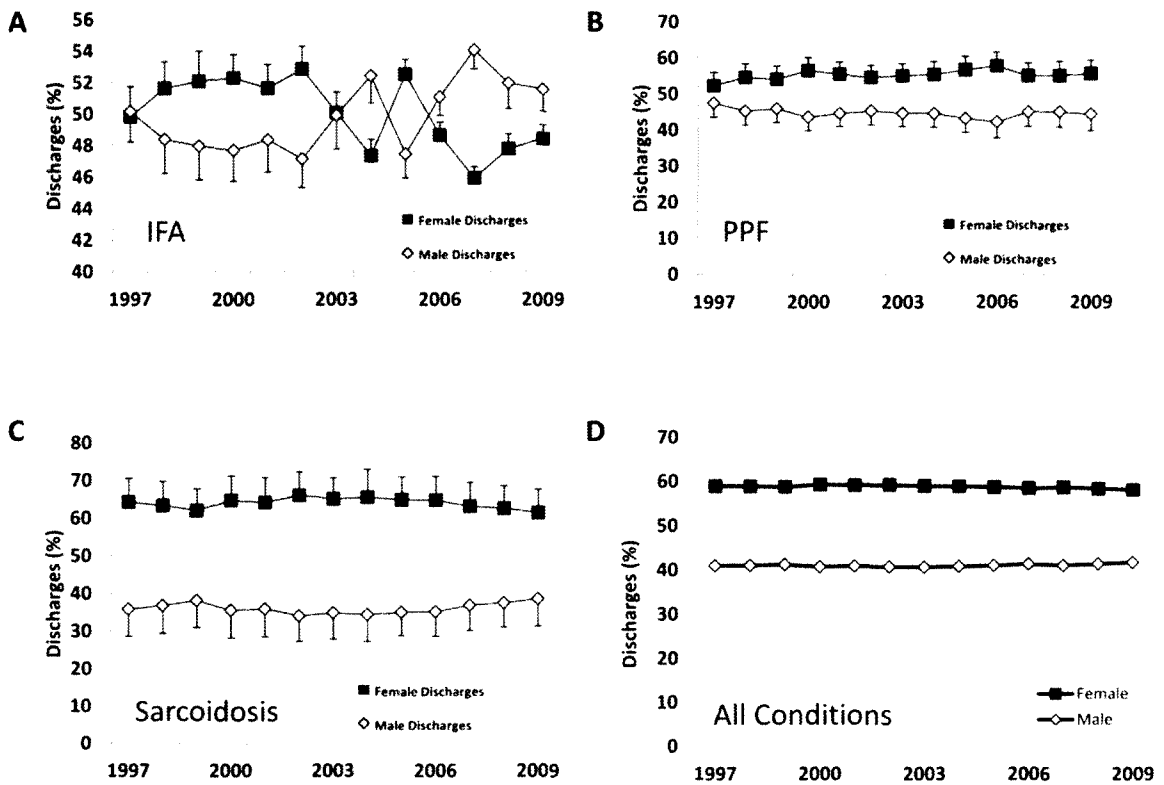 A
Discharges (%)
56
54
52
50
48
46
44
42
40
IFA
Female Discharges
Male Discharges
1997 2000 2003 2006 2009
B
Discharges (%)
70
60
50
40
30
20
10
0
PPF
Female Discharges
Male Discharges
1997 2000 2003 2006 2009
C
Discharges (%)
80
70
60
50
40
30
20
10
0
Sarcoidosis
Female Discharges
Male Discharges
1997 2000 2003 2006 2009
D
Discharges (%)
70
60
50
40
30
20
10
0
All Conditions
Female
Male
1997 2000 2003 2006 2009